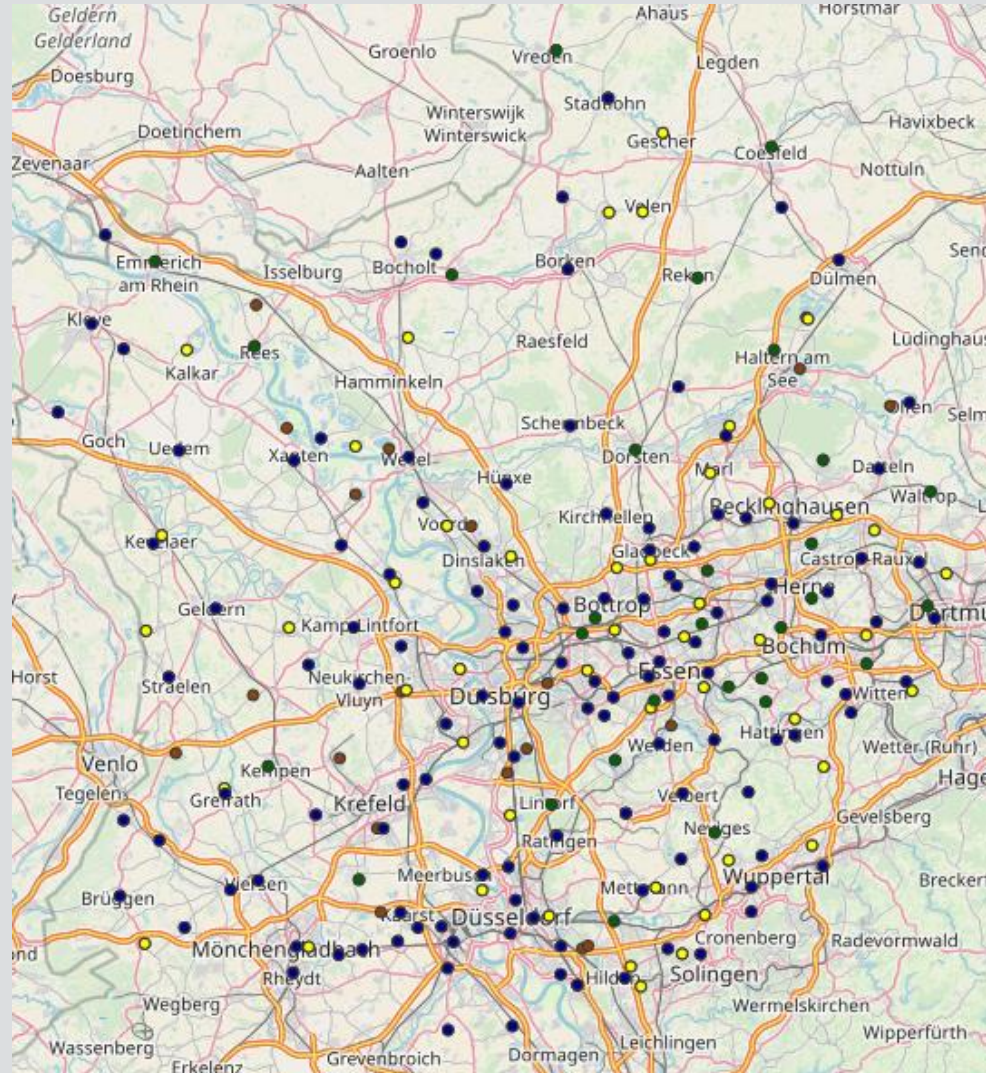 Geldern
Gelderland
Doesburg
Groenlo
Ahaus
Horstmar
Vreden
Legden
Stadtlohn
Winterswijk
Winterswick
Doetinchem
Gescher
Havixbeck
Zevenaar
Aalten
Coesfeld
Nottuln
Velen
Emmerich
am Rhein
Isselburg
Bocholt
Borken
Reken
Dülmen
Kleve
Rees
Kalkar
Raesfeld
Hamminkeln
Haltern am
See
Schermbeck
Goch
Uedem
Xanten
Wesel
Dorsten
Marl
Datteln
Selm
Hünxe
Waltrop
Recklinghausen
Kirchhellen
Voerde
Kevelaer
Dinslaken
Gladbeck
Castrop-Rauxel
Herne
Geldern
Kamp-Lintfort
Bottrop
Bochum
Horst
Straelen
Neukirchen-
Vluyn
Duisburg
Essen
Witten
Hattingen
Werden
Wetter (Ruhr)
Venlo
Kempen
Tegelen
Grefrath
Krefeld
Lintorf
Velbert
Gevelsberg
Ratingen
Neviges
Meerbusch
Wuppertal
Mettmann
Viersen
Brüggen
Kaarst
Düsseldorf
Cronenberg
Radevormwald
Mönchengladbach
Solingen
Hilden
Rheydt
Wegberg
Wermelskirchen
Leichlingen
Wipperfürth
Wassenberg
Grevenbroich
Dormagen
Erkelenz